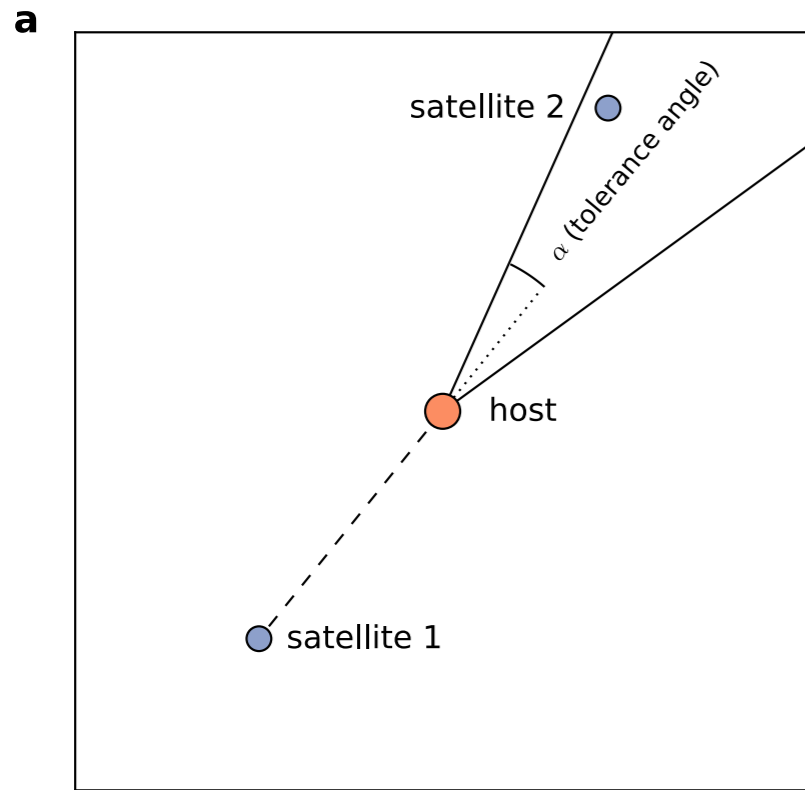 a
satellite 2
α (tolerance angle)
host
satellite 1